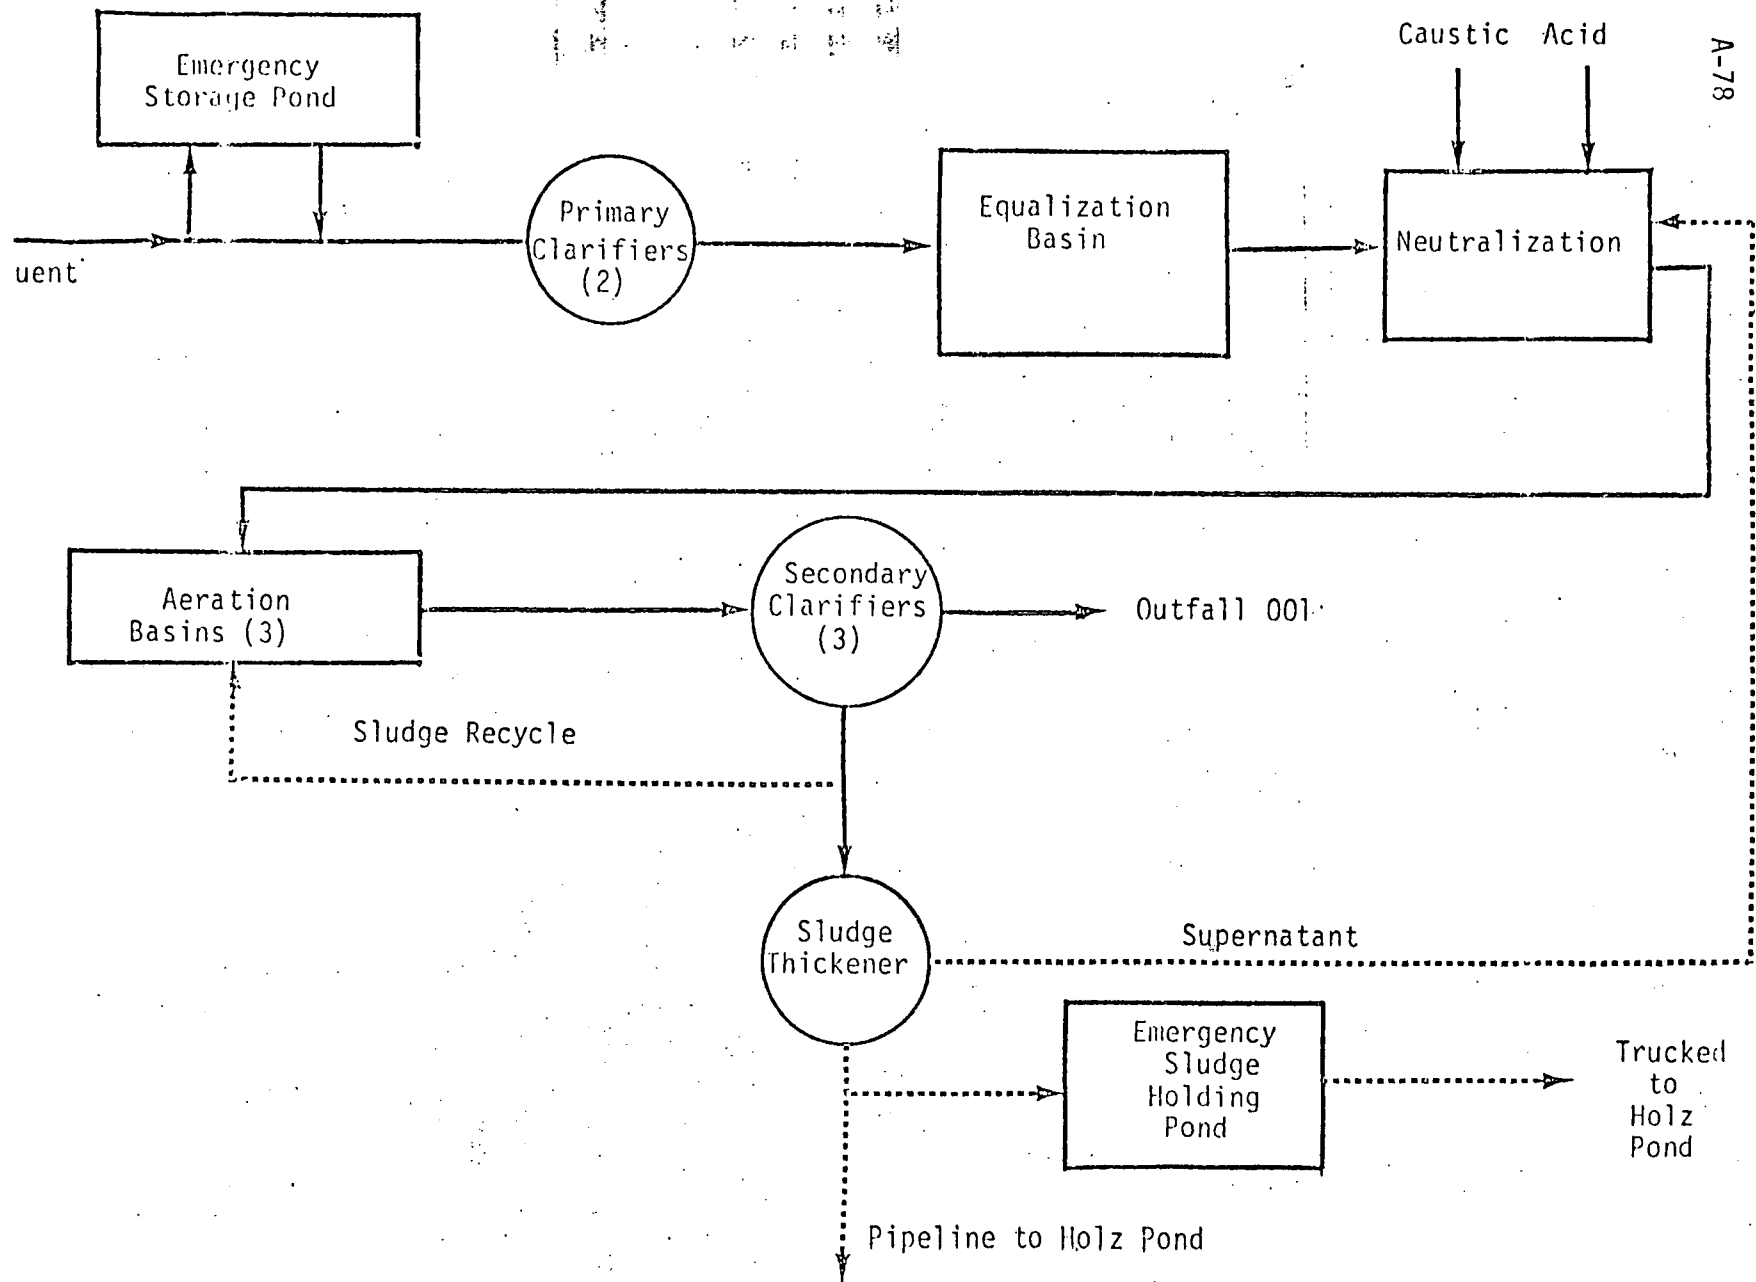 Caustic Acid
A-78
Emergency
Storage Pond
Primary
Clarifiers
(2)
Equalization
Basin
Neutralization
uent
Aeration
Basins (3)
Secondary
Clarifiers
(3)
Outfall 001
Sludge Recycle
Sludge
Thickener
Supernatant
Emergency
Sludge
Holding
Pond
Trucked
to
Holz
Pond
Pipeline to Holz Pond